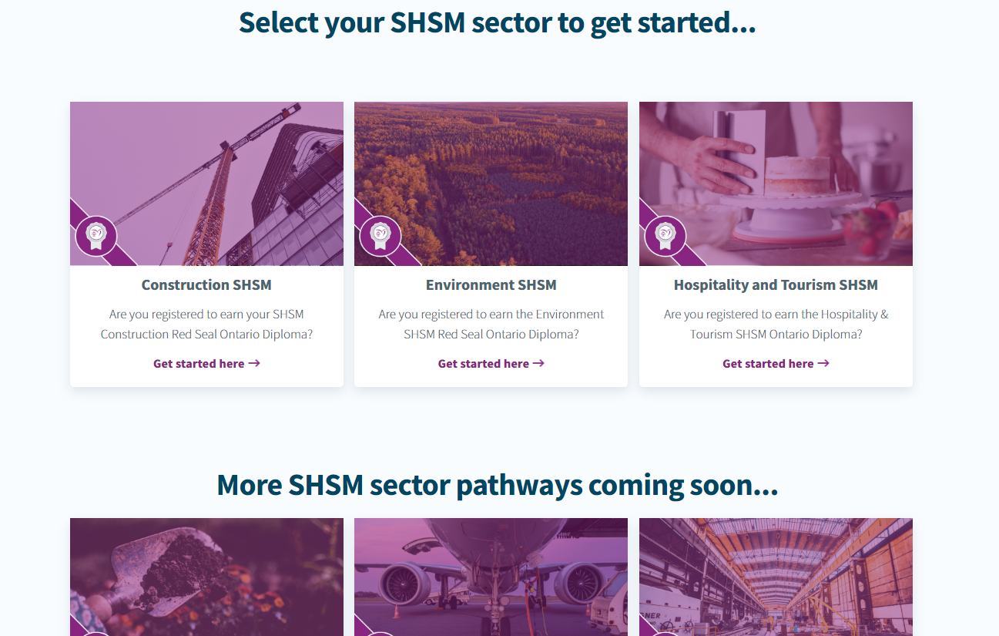 Select your SHSM sector to get started...
Construction SHSM
Are you registered to earn your SHSM
Construction Red Seal Ontario Diploma?
Get started here →
Environment SHSM
Are you registered to earn the Environment
SHSM Red Seal Ontario Diploma?
Get started here →
Hospitality and Tourism SHSM
Are you registered to earn the Hospitality &
Tourism SHSM Ontario Diploma?
Get started here →
More SHSM sector pathways coming soon...